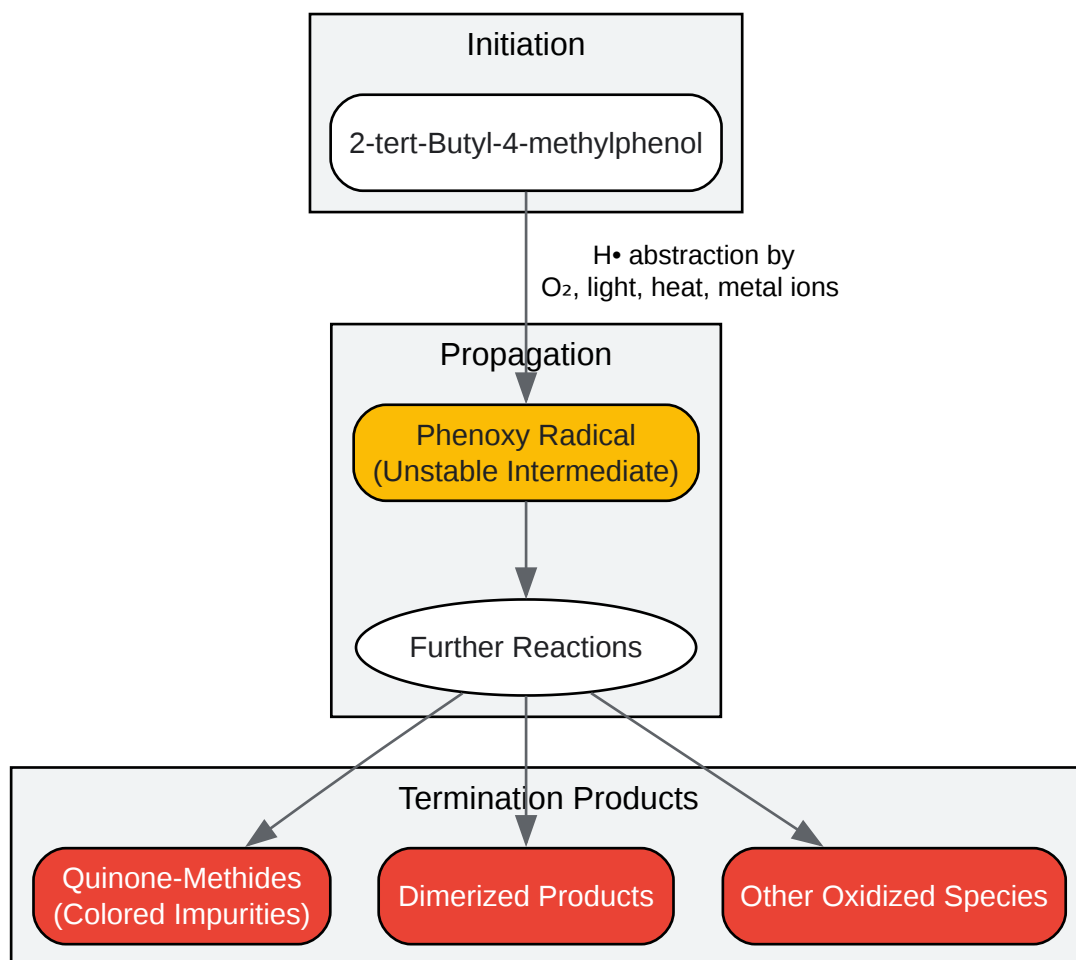 Initiation
2-tert-Butyl-4-methylphenol
H• abstraction by
O₂, light, heat, metal ions
Propagation
Phenoxy Radical
(Unstable Intermediate)
Further Reactions
Termination Products
Quinone-Methides
(Colored Impurities)
Dimerized Products
Other Oxidized Species